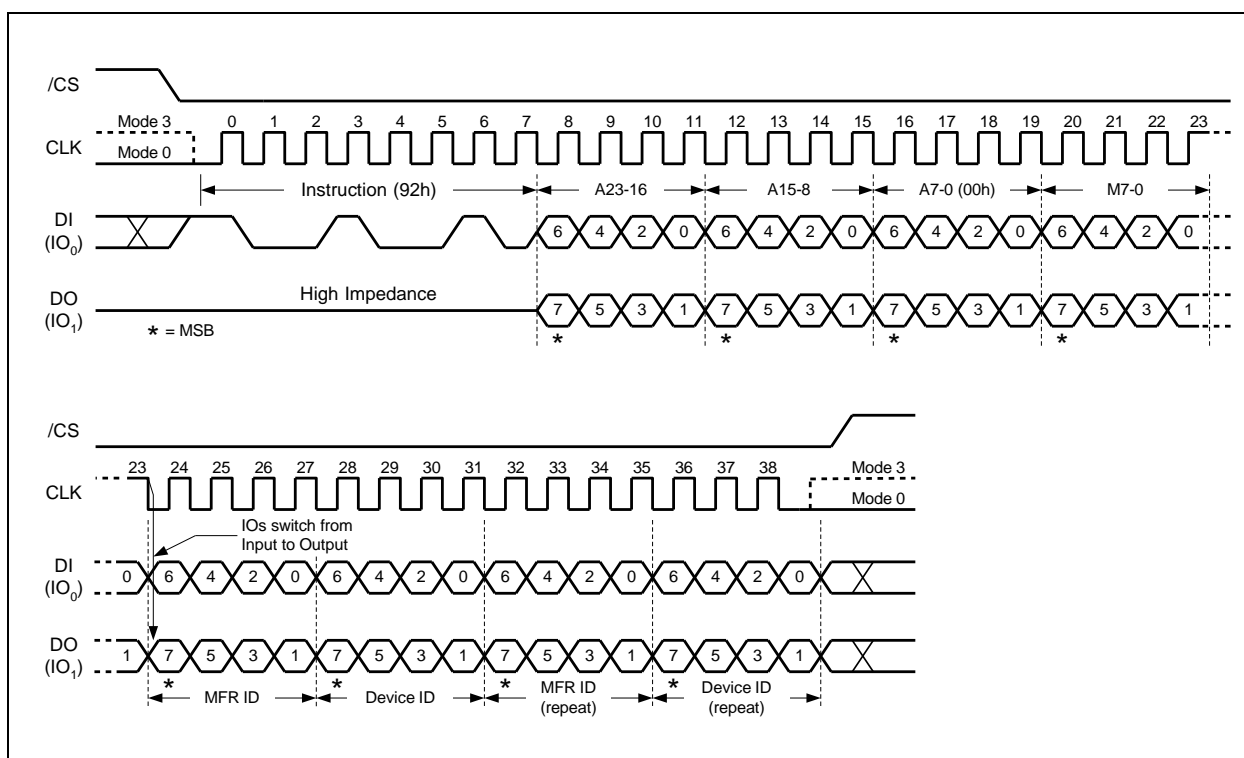 /CS
Mode 3
0 1 2 3 4 5 6 7 8 9 10 11 12 13 14 15 16 17 18 19 20 21 22 23
CLK
Mode 0
Instruction (92h) A23-16 A15-8 A7-0 (00h) M7-0
DI
(IO0)
6 4 2 0 6 4 2 0 6 4 2 0 6 4 2 0
High Impedance
DO
(IO1)
7 5 3 1 7 5 3 1 7 5 3 1 7 5 3 1
* = MSB
* * * *
/CS
23 24 25 26 27 28 29 30 31 32 33 34 35 36 37 38
Mode 3
CLK
Mode 0
IOs switch from
Input to Output
DI
(IO0)
0 6 4 2 0 6 4 2 0 6 4 2 0 6 4 2 0
DO
(IO1)
1 7 5 3 1 7 5 3 1 7 5 3 1 7 5 3 1
* * * *
MFR ID Device ID MFR ID
(repeat)
Device ID
(repeat)